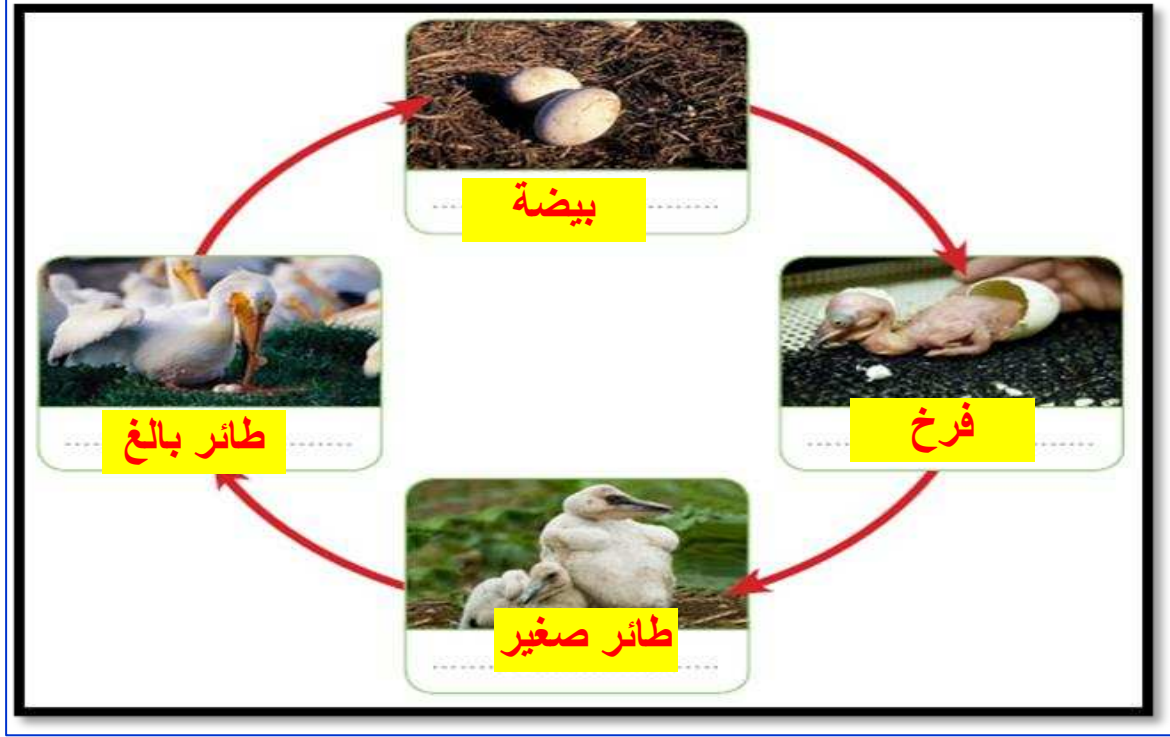 بيضة
فرخ
طائر صغير
طائر بالغ